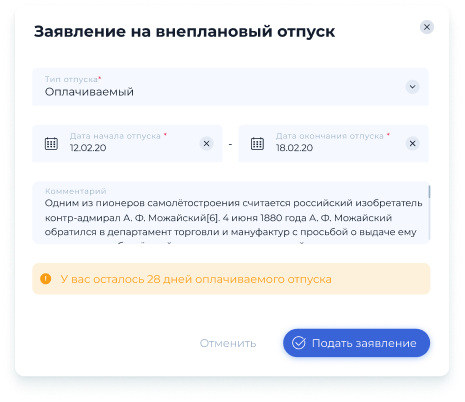 Заявление на внеплановый отпуск
Тип отпуска*
Оплачиваемый
Дата начала отпуска *
12.02.20
-
Дата окончания отпуска *
18.02.20
Комментарий
Одним из пионеров самолётостроения считается российский изобретатель
контр-адмирал А. Ф. Можайский[6]. 4 июня 1880 года А. Ф. Можайский
обратился в департамент торговли и мануфактур с просьбой о выдаче ему
У вас осталось 28 дней оплачиваемого отпуска
Отменить
Подать заявление